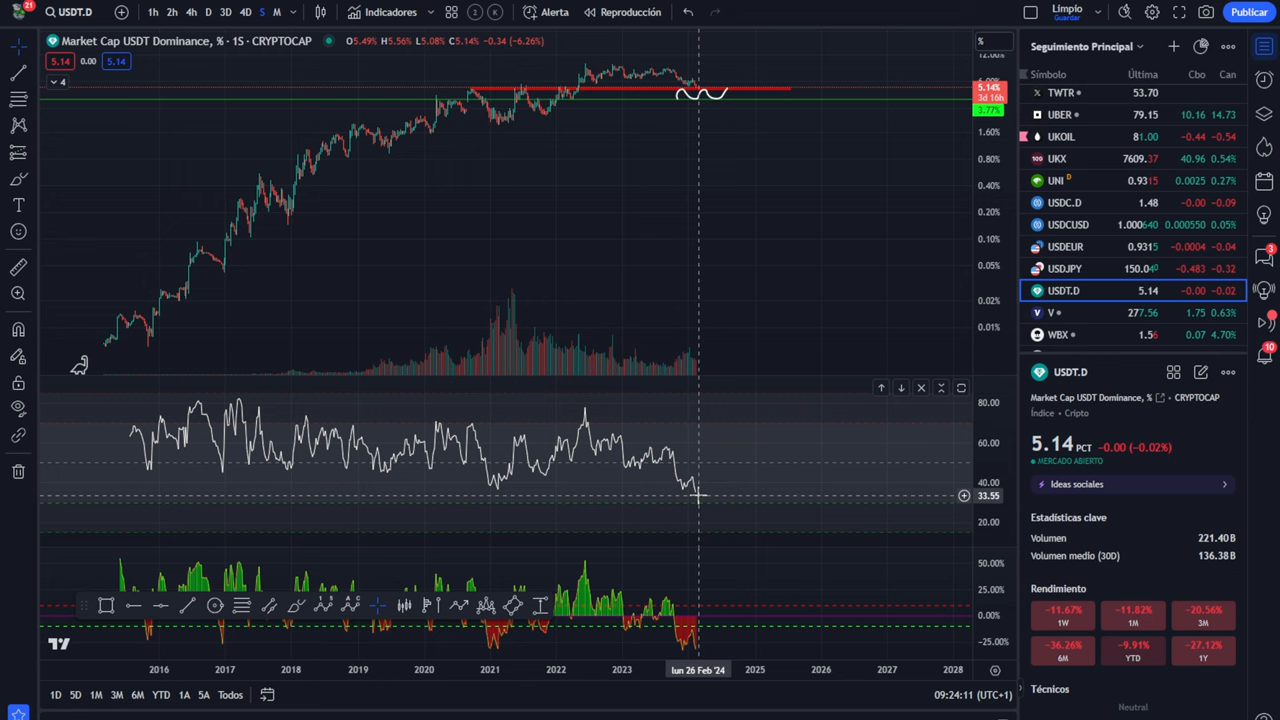 21 USDT.D 1h 2h 4h D 3D 4D S M Indicadores 2 K Alerta Reproducción Limpio Guardar Publicar
Market Cap USDT Dominance, % · 1S · CRYPTOCAP O5.49% H5.56% L5.08% C5.14% -0.34 (-6.26%)
5.14 0.00 5.14
4
%
12.00%
6.00%
5.14%
3d 16h
3.77%
1.60%
0.80%
0.40%
0.20%
0.10%
0.05%
0.02%
0.01%
80.00
60.00
40.00
33.55
20.00
50.00%
25.00%
0.00%
-25.00%
2016 2017 2018 2019 2020 2021 2022 2023 lun 26 Feb '24 2025 2026 2027 2028
1D 5D 1M 3M 6M YTD 1A 5A Todos 09:24:11 (UTC+1)
Seguimiento Principal
Símbolo Última Cbo Can
TWTR 53.70
UBER 79.15 10.16 14.73
UKOIL 81.00 -0.44 -0.54
UKX 7609.37 40.96 0.54%
UNI D 0.9315 0.0025 0.27%
USDC.D 1.48 -0.00 -0.09
USDCUSD 1.000640 0.000550 0.05%
USDEUR 0.9315 -0.0004 -0.04
USDJPY 150.040 -0.483 -0.32
USDT.D 5.14 -0.00 -0.02
V 277.56 1.75 0.63%
WBX 1.56 0.07 4.70%
USDT.D
Market Cap USDT Dominance, % · CRYPTOCAP
Índice · Cripto
5.14 PCT -0.00 (-0.02%)
MERCADO ABIERTO
Ideas sociales
Estadísticas clave
Volumen 221.40B
Volumen medio (30D) 136.38B
Rendimiento
-11.67% -11.82% -20.56%
1W 1M 3M
-36.26% -9.91% -27.12%
6M YTD 1Y
Técnicos
Neutral
3
10